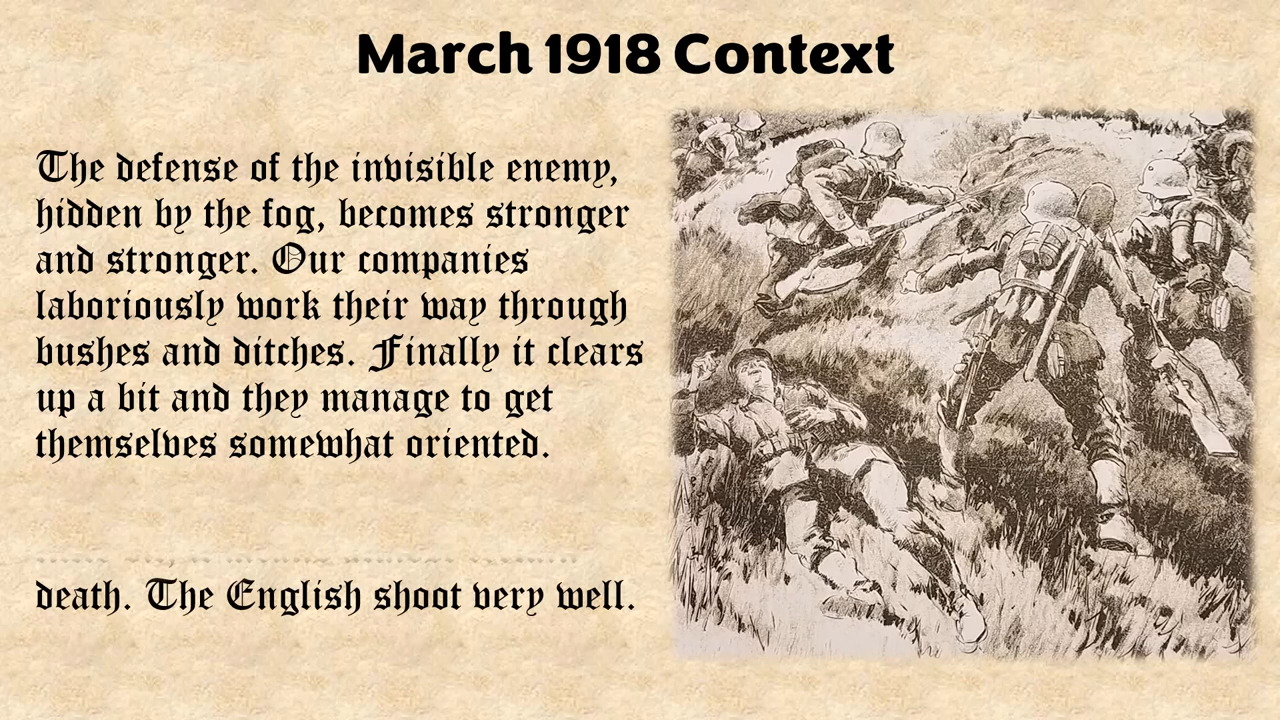 March 1918 Context
The defense of the invisible enemy,
hidden by the fog, becomes stronger
and stronger. Our companies
laboriously work their way through
bushes and ditches. Finally it clears
up a bit and they manage to get
themselves somewhat oriented.
death. The English shoot very well.